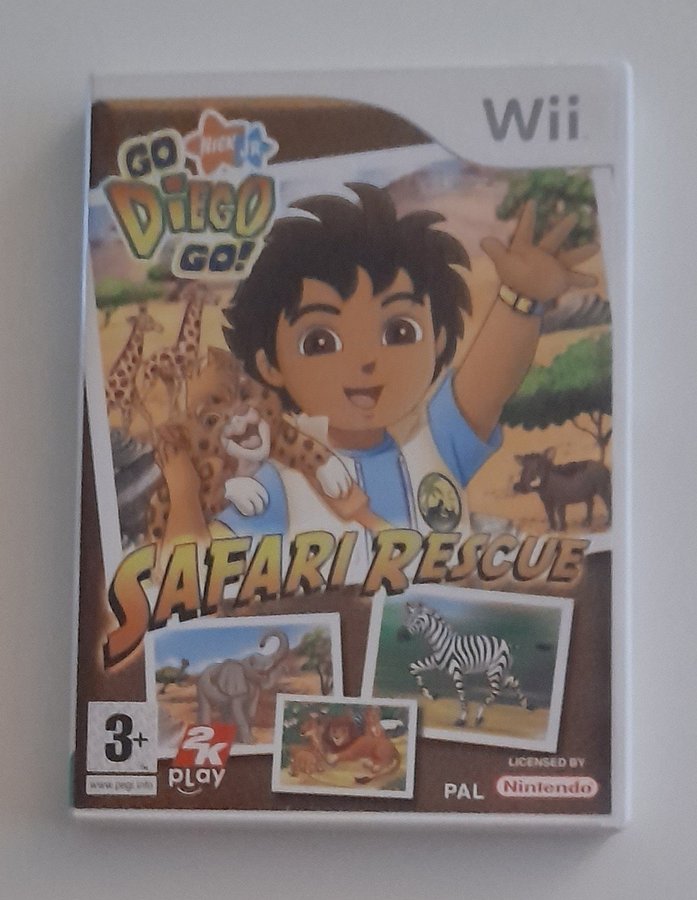 Wii
NICK JR
GO
DIEGO
GO!
SAFARI RESCUE
3+
www.pegi.info
2K
PLAY
PAL
LICENSED BY
Nintendo